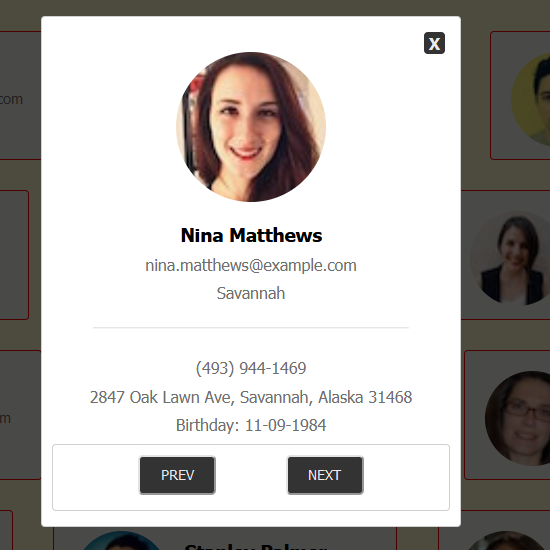 X
com
Nina Matthews
nina.matthews@example.com
Savannah
(493) 944-1469
2847 Oak Lawn Ave, Savannah, Alaska 31468
Birthday: 11-09-1984
PREV
NEXT